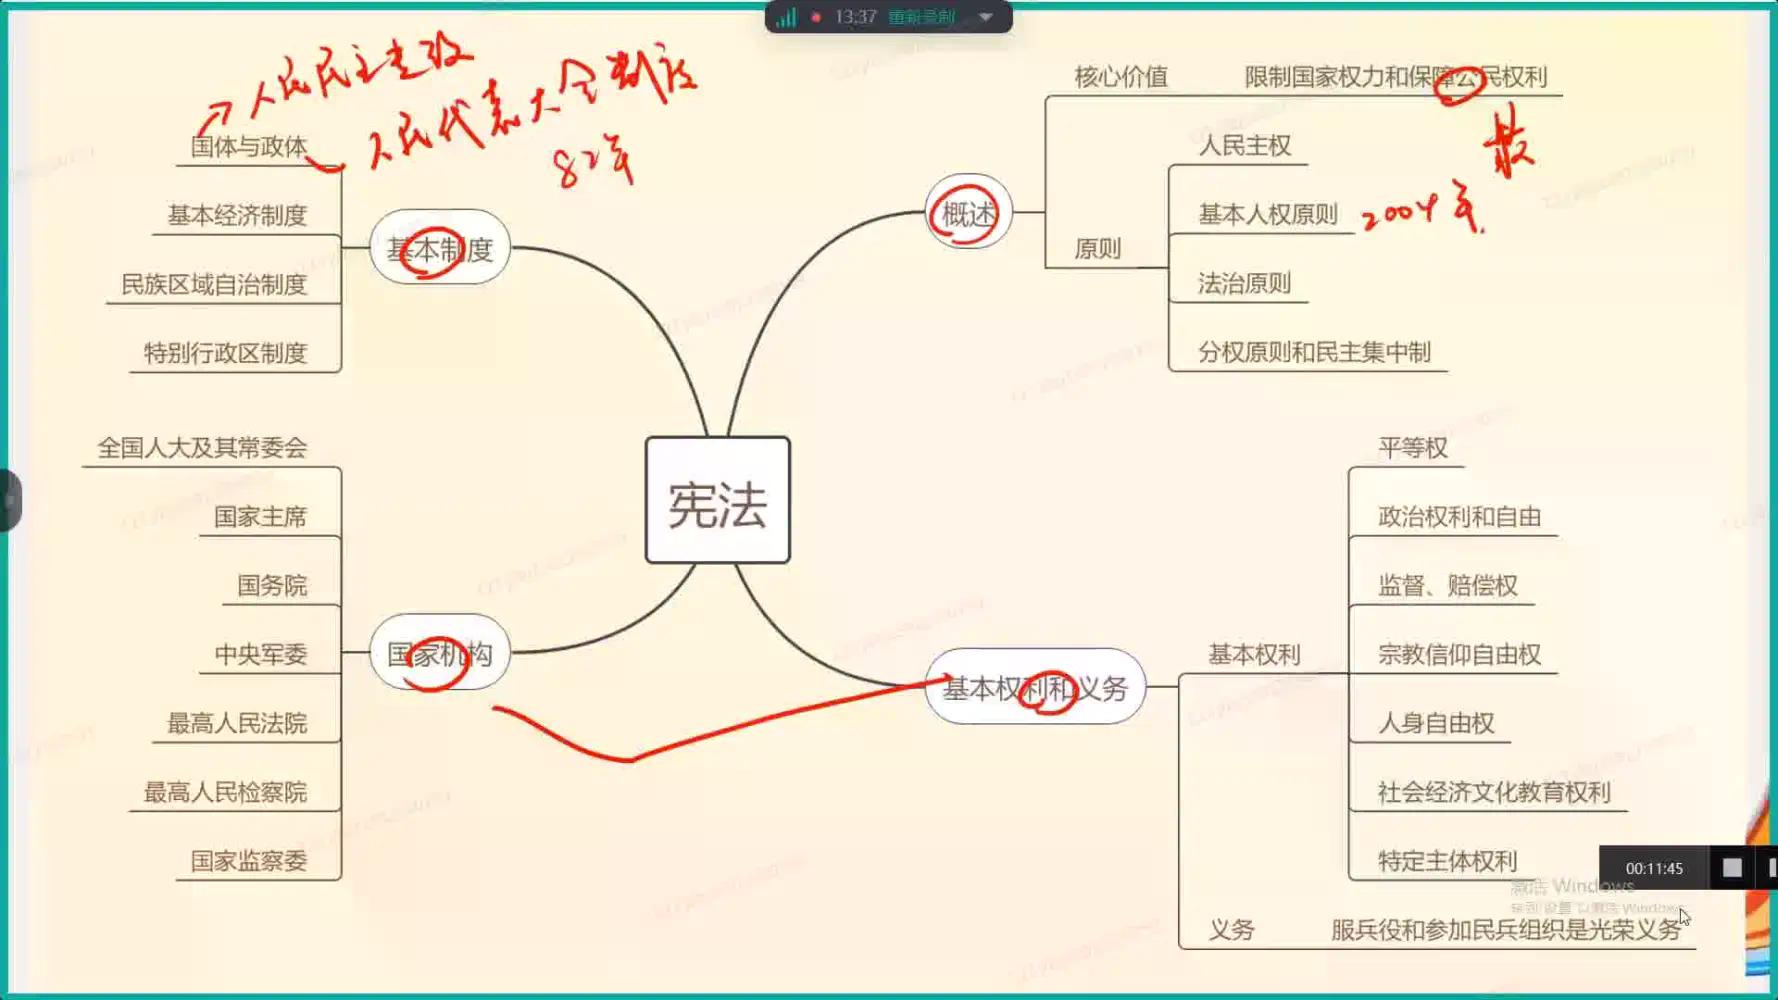 13:37 重新录制
人民民主专政
人民代表大会制度
82年
国体与政体
基本经济制度
民族区域自治制度
特别行政区制度
基本制度
全国人大及其常委会
国家主席
国务院
中央军委
最高人民法院
最高人民检察院
国家监察委
国家机构
宪法
概述
核心价值
限制国家权力和保障公民权利
原则
人民主权
基本人权原则
2004年
法治原则
分权原则和民主集中制
基本权利和义务
基本权利
平等权
政治权利和自由
监督、赔偿权
宗教信仰自由权
人身自由权
社会经济文化教育权利
特定主体权利
义务
服兵役和参加民兵组织是光荣义务
00:11:45
激活 Windows